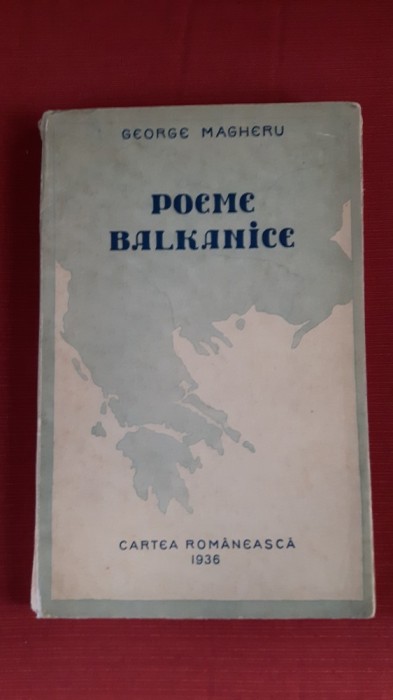 GEORGE MAGHERU
POEME
BALKANICE
CARTEA ROMÂNEASCĂ
1936